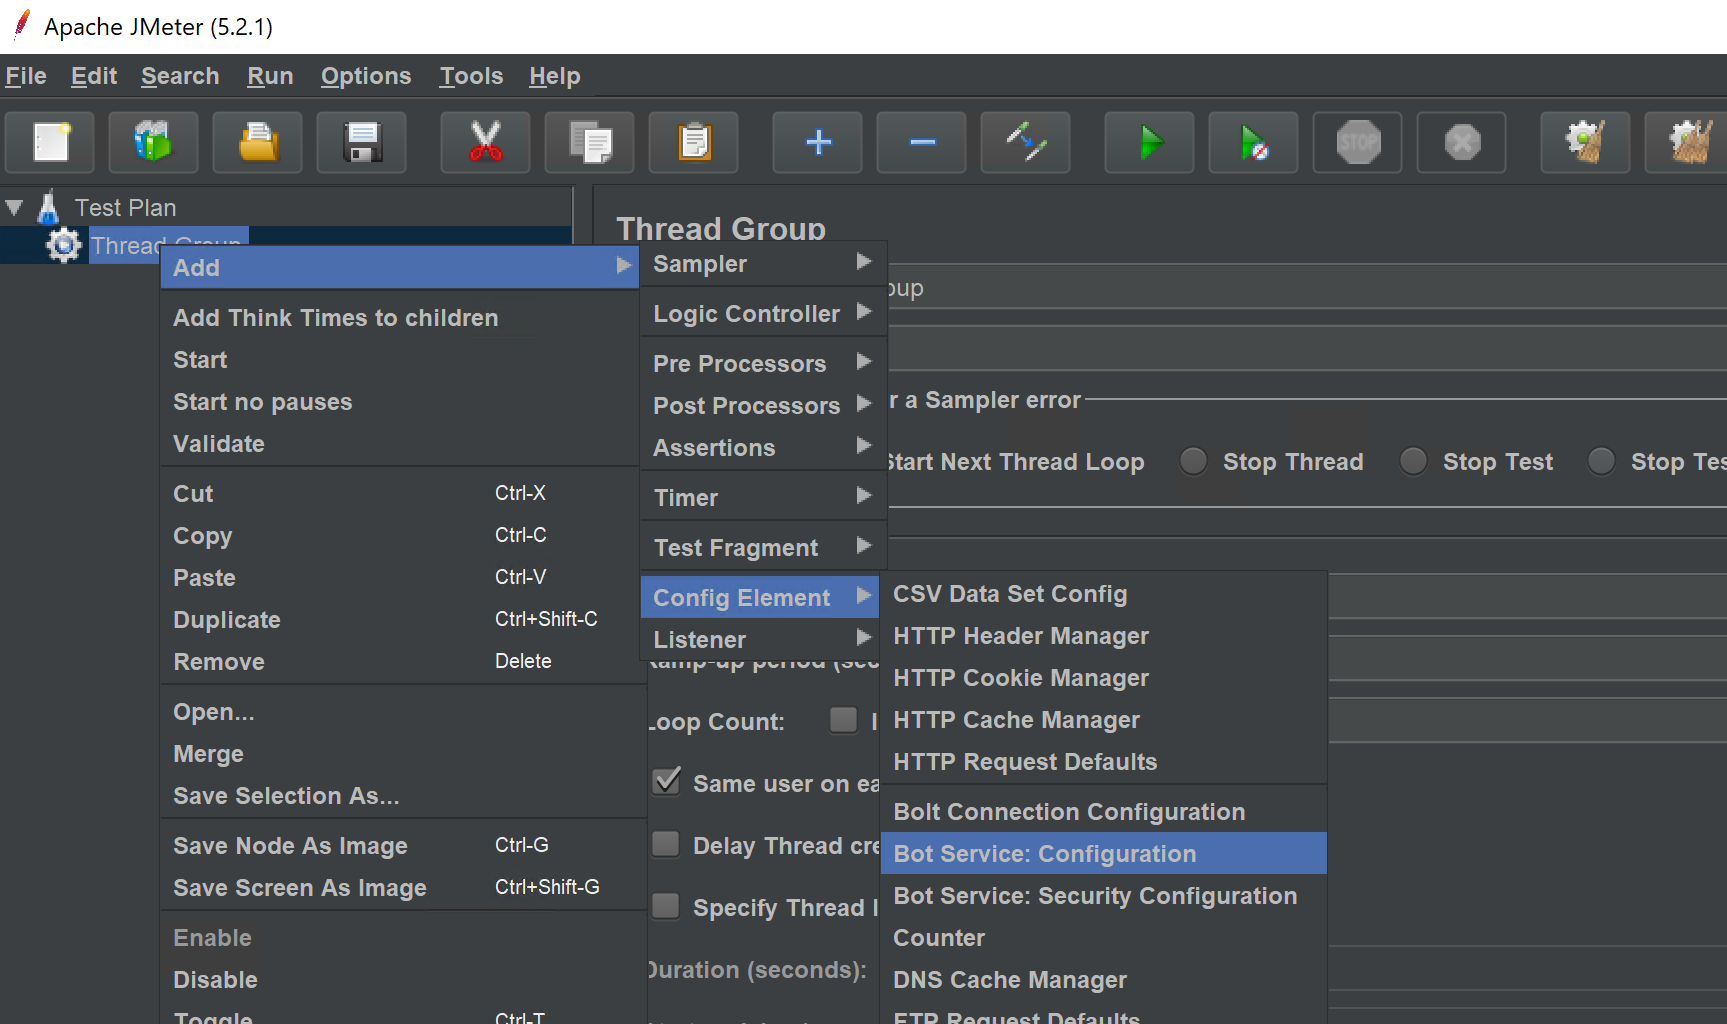 Apache JMeter (5.2.1)
File Edit Search Run Options Tools Help
STOP
Test Plan
Thread Group
Thread Group
Add
Add Think Times to children
Start
Start no pauses
Validate
Cut Ctrl-X
Copy Ctrl-C
Paste Ctrl-V
Duplicate Ctrl+Shift-C
Remove Delete
Open...
Merge
Save Selection As...
Save Node As Image Ctrl-G
Save Screen As Image Ctrl+Shift-G
Enable
Disable
Toggle Ctrl-T
Sampler
Logic Controller
Pre Processors
Post Processors
Assertions
Timer
Test Fragment
Config Element
Listener
CSV Data Set Config
HTTP Header Manager
HTTP Cookie Manager
HTTP Cache Manager
HTTP Request Defaults
Bolt Connection Configuration
Bot Service: Configuration
Bot Service: Security Configuration
Counter
DNS Cache Manager
FTP Request Defaults
oup
r a Sampler error
Start Next Thread Loop Stop Thread Stop Test Stop Tes
Ramp-up period (sec
Loop Count: I
Same user on ea
Delay Thread cre
Specify Thread l
Duration (seconds):